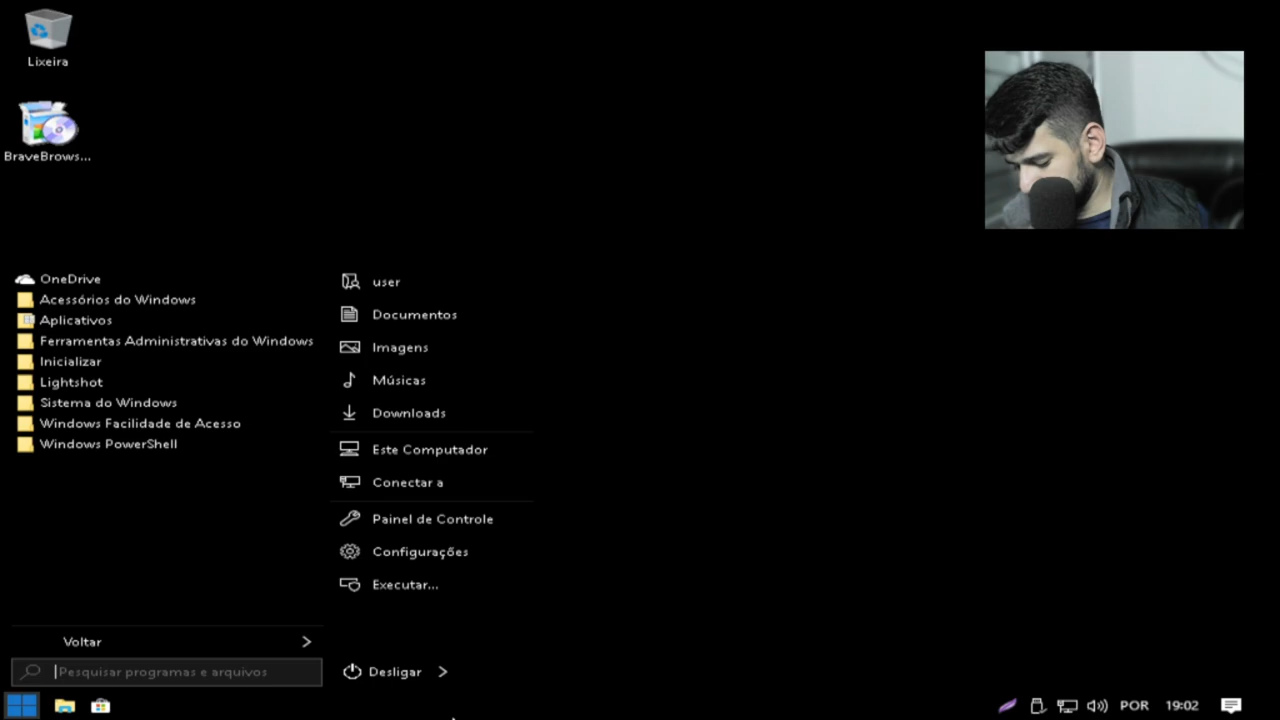 Lixeira
BraveBrows...
OneDrive
Acessórios do Windows
Aplicativos
Ferramentas Administrativas do Windows
Inicializar
Lightshot
Sistema do Windows
Windows Facilidade de Acesso
Windows PowerShell
Voltar
Pesquisar programas e arquivos
user
Documentos
Imagens
Músicas
Downloads
Este Computador
Conectar a
Painel de Controle
Configurações
Executar...
Desligar
POR
19:02